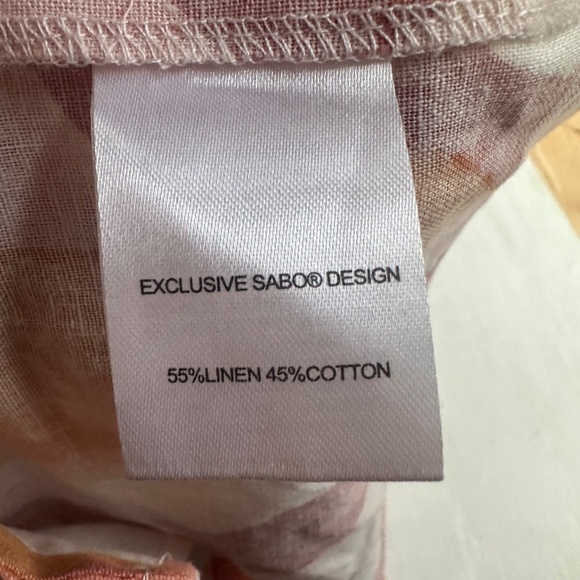 EXCLUSIVE SABO® DESIGN
55%LINEN 45%COTTON